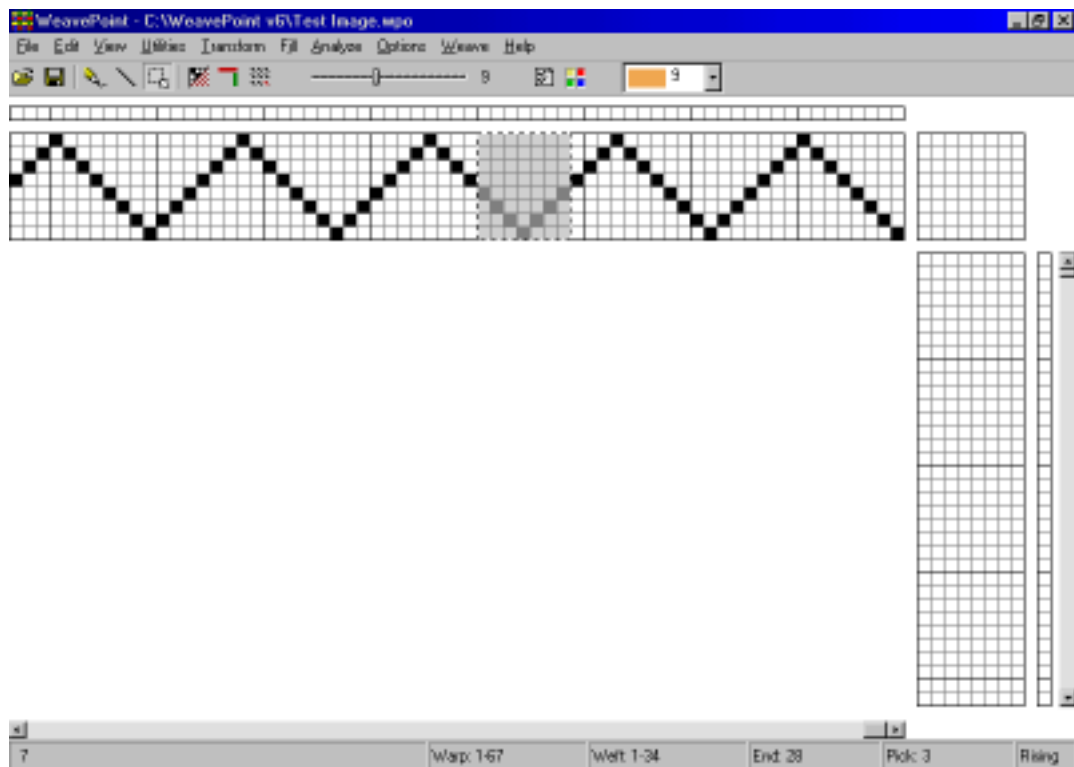 WeavePoint - C:\WeavePoint v6\Test Image.wpo
File Edit View Utilities Transform Fill Analyze Options Weave Help
9 9
7 Warp: 1-67 Weft: 1-34 End: 28 Pick: 3 Rising